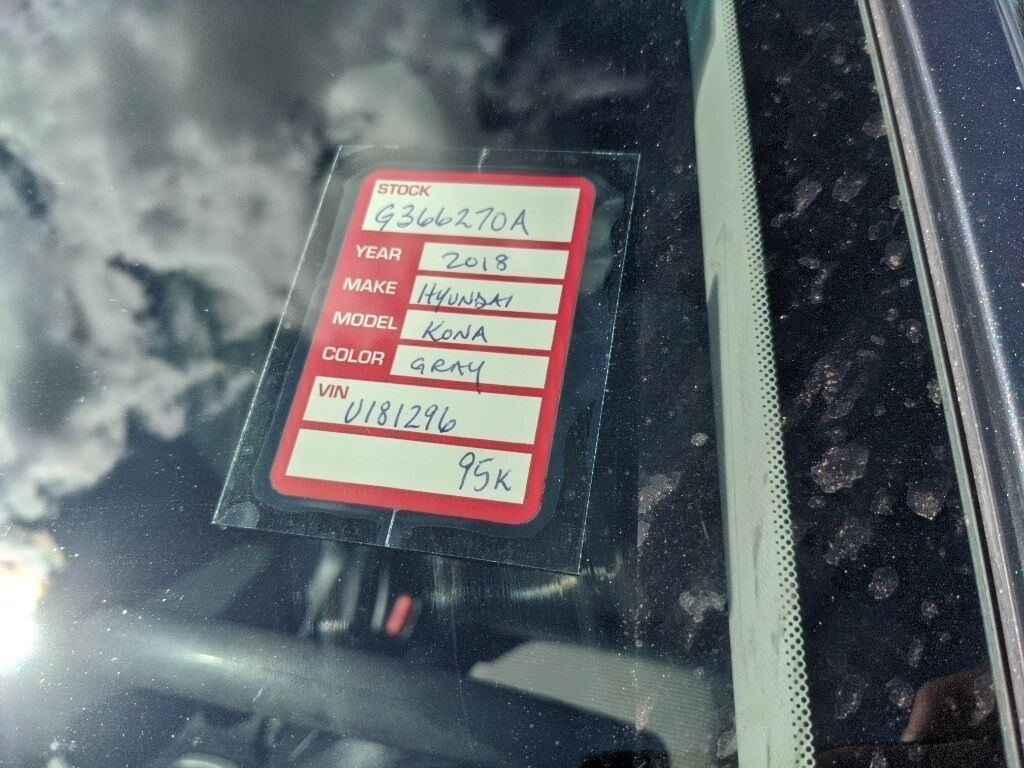 STOCK
G366270A
YEAR 2018
MAKE HYUNDAI
MODEL KONA
COLOR GRAY
VIN
U181296
95K